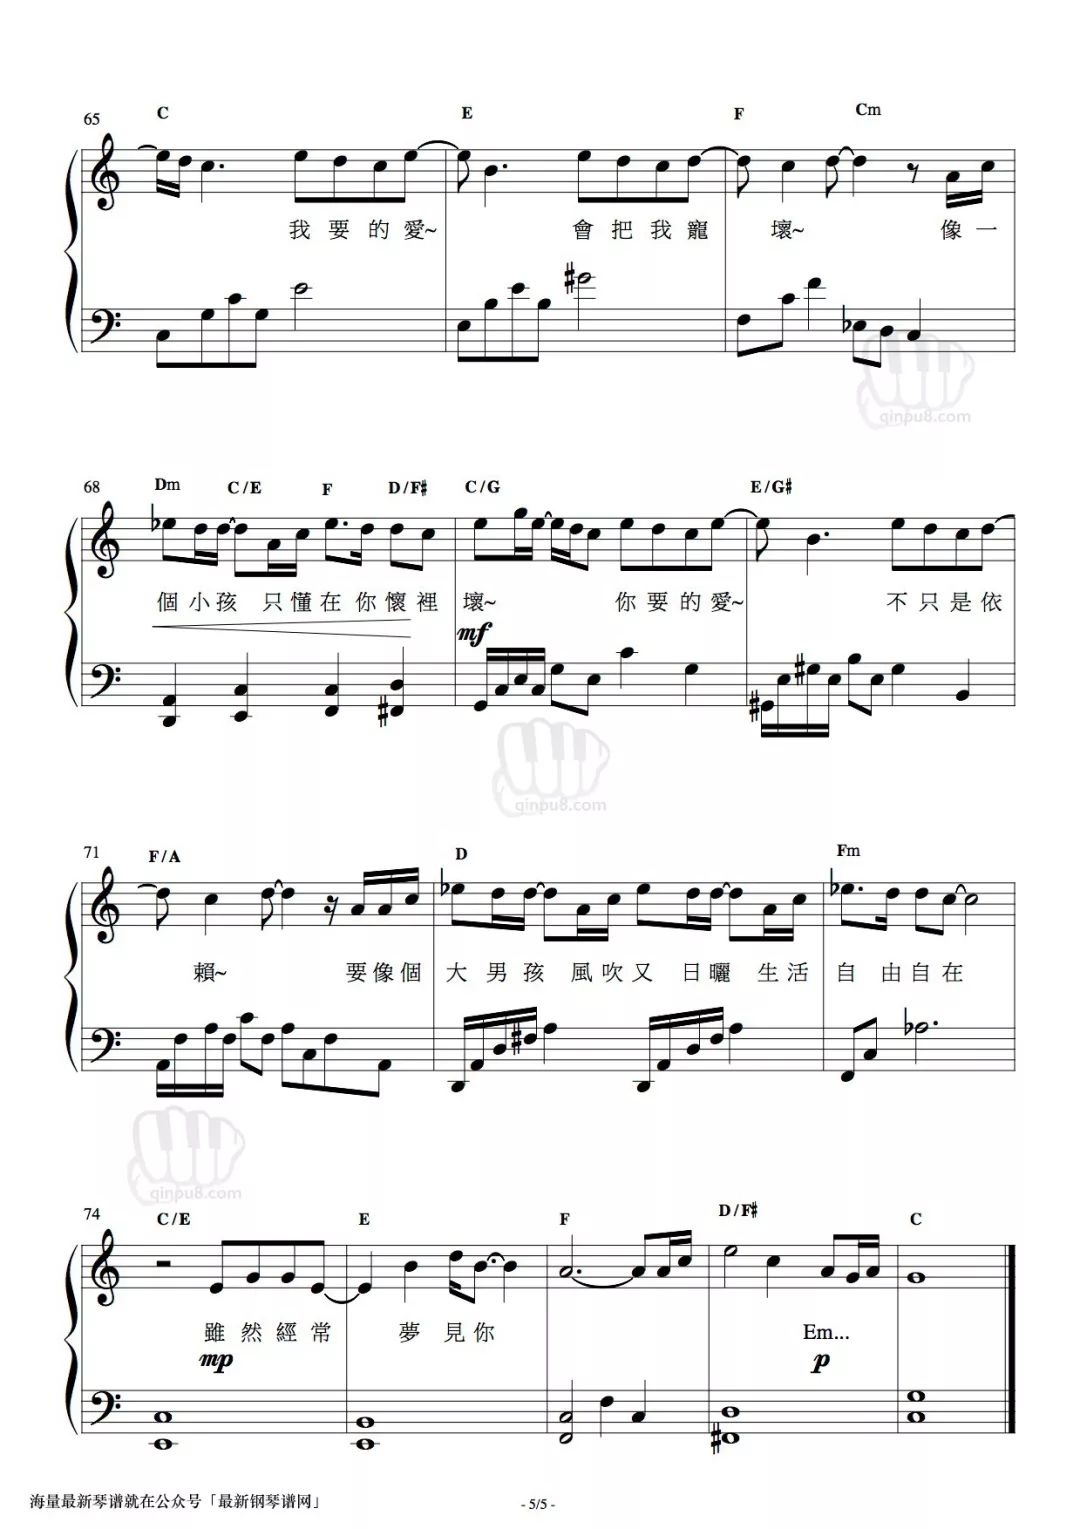 65 C E F Cm
我要的愛~ 會把我寵 壞~ 像一
qinpu8.com
68 Dm C/E F D/F♯ C/G E/G♯
個小孩 只懂在你懷裡 壞~ 你要的愛~ 不只是依
mf
qinpu8.com
71 F/A D Fm
賴~ 要像個 大男孩風吹又日曬生活 自由自在
qinpu8.com
74 C/E E F D/F♯ C
雖然經常 夢見你 Em...
mp p
海量最新琴谱就在公众号「最新钢琴谱网」 - 5/5 -